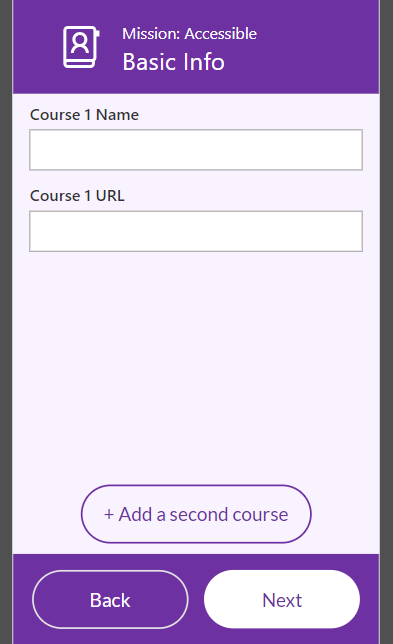 Mission: Accessible
Basic Info
Course 1 Name
Course 1 URL
+ Add a second course
Back
Next